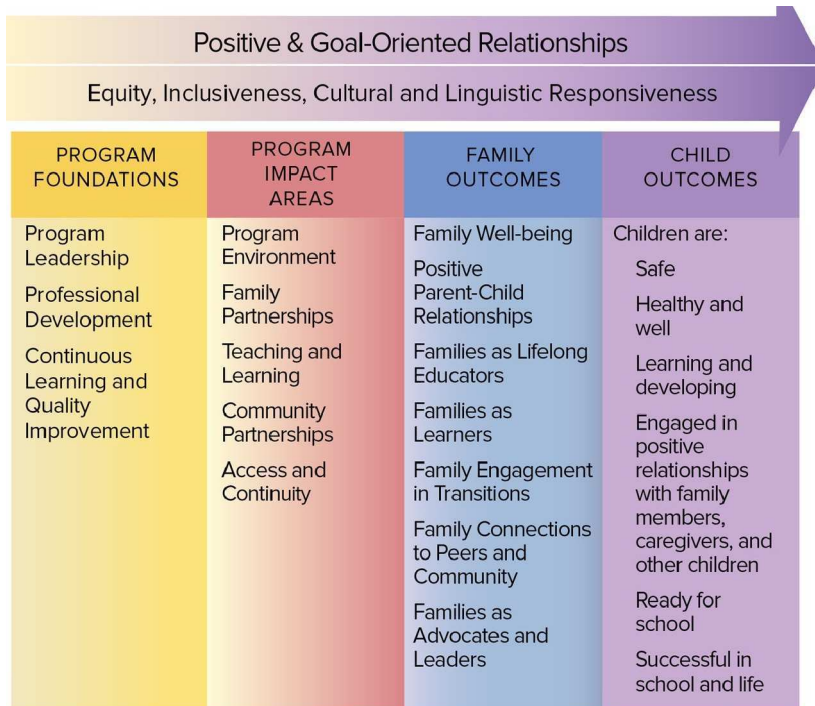 Positive & Goal-Oriented Relationships
Equity, Inclusiveness, Cultural and Linguistic Responsiveness
PROGRAM
FOUNDATIONS
Program
Leadership
Professional
Development
Continuous
Learning and
Quality
Improvement
PROGRAM
IMPACT
AREAS
Program
Environment
Family
Partnerships
Teaching and
Learning
Community
Partnerships
Access and
Continuity
FAMILY
OUTCOMES
Family Well-being
Positive
Parent-Child
Relationships
Families as Lifelong
Educators
Families as
Learners
Family Engagement
in Transitions
Family Connections
to Peers and
Community
Families as
Advocates and
Leaders
CHILD
OUTCOMES
Children are:
Safe
Healthy and
well
Learning and
developing
Engaged in
positive
relationships
with family
members,
caregivers, and
other children
Ready for
school
Successful in
school and life